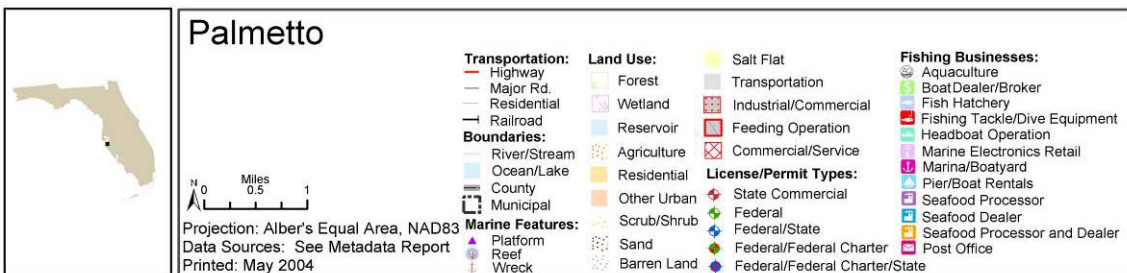 Palmetto
N
Miles
0 0.5 1
Projection: Alber's Equal Area, NAD83
Data Sources: See Metadata Report
Printed: May 2004
Transportation:
Highway
Major Rd.
Residential
Railroad
Boundaries:
River/Stream
Ocean/Lake
County
Municipal
Marine Features:
Platform
Reef
Wreck
Land Use:
Forest
Wetland
Reservoir
Agriculture
Residential
Other Urban
Scrub/Shrub
Sand
Barren Land
Salt Flat
Transportation
Industrial/Commercial
Feeding Operation
Commercial/Service
License/Permit Types:
State Commercial
Federal
Federal/State
Federal/Federal Charter
Federal/Federal Charter/State
Fishing Businesses:
Aquaculture
Boat Dealer/Broker
Fish Hatchery
Fishing Tackle/Dive Equipment
Headboat Operation
Marine Electronics Retail
Marina/Boatyard
Pier/Boat Rentals
Seafood Processor
Seafood Dealer
Seafood Processor and Dealer
Post Office